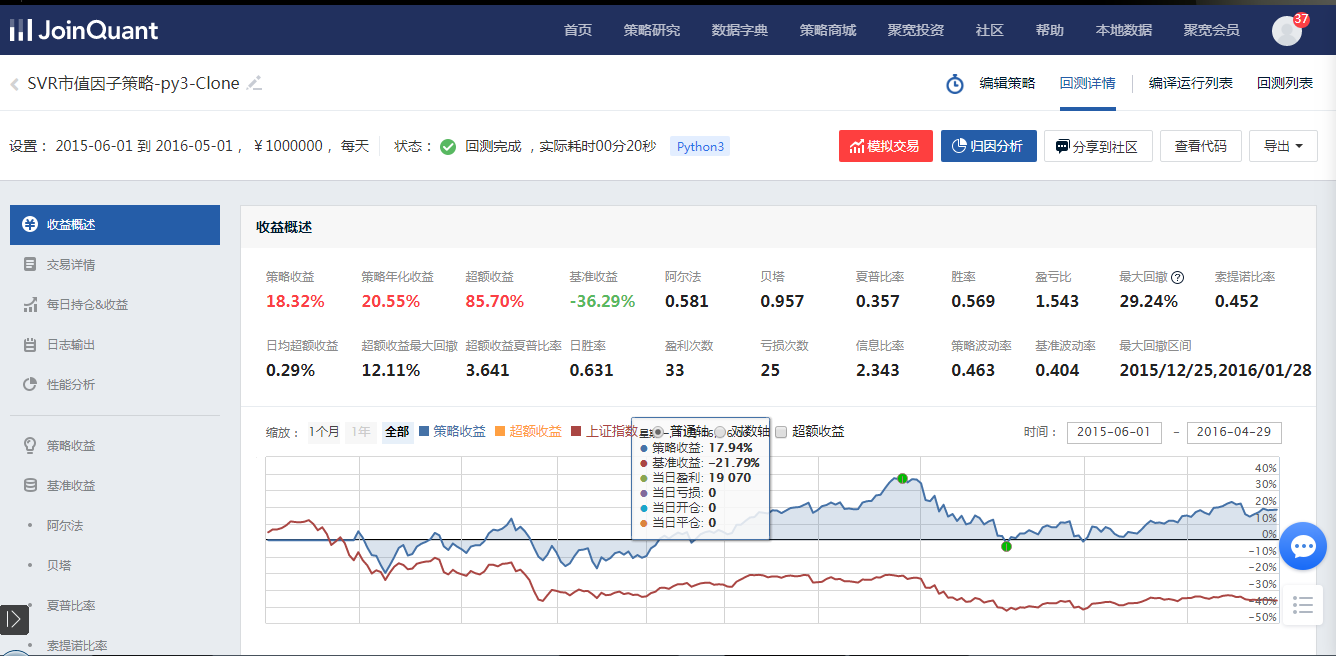 JoinQuant 首页 策略研究 数据字典 策略商城 聚宽投资 社区 帮助 本地数据 聚宽会员 37
SVR市值因子策略-py3-Clone 编辑策略 回测详情 编译运行列表 回测列表
设置： 2015-06-01 到 2016-05-01， ￥1000000， 每天 状态： 回测完成 ，实际耗时00分20秒 Python3 模拟交易 归因分析 分享到社区 查看代码 导出
收益概述
交易详情
每日持仓&收益
日志输出
性能分析
策略收益
基准收益
阿尔法
贝塔
夏普比率
索提诺比率
收益概述
策略收益 策略年化收益 超额收益 基准收益 阿尔法 贝塔 夏普比率 胜率 盈亏比 最大回撤 索提诺比率
18.32% 20.55% 85.70% -36.29% 0.581 0.957 0.357 0.569 1.543 29.24% 0.452
日均超额收益 超额收益最大回撤 超额收益夏普比率 日胜率 盈利次数 亏损次数 信息比率 策略波动率 基准波动率 最大回撤区间
0.29% 12.11% 3.641 0.631 33 25 2.343 0.463 0.404 2015/12/25,2016/01/28
缩放： 1个月 1年 全部 策略收益 超额收益 上证指数 普通轴 对数轴 超额收益 时间： 2015-06-01 - 2016-04-29
策略收益: 17.94%
基准收益: -21.79%
当日盈利: 19 070
当日亏损: 0
当日开仓: 0
当日平仓: 0
40%
30%
20%
10%
0%
-10%
-20%
-30%
-40%
-50%